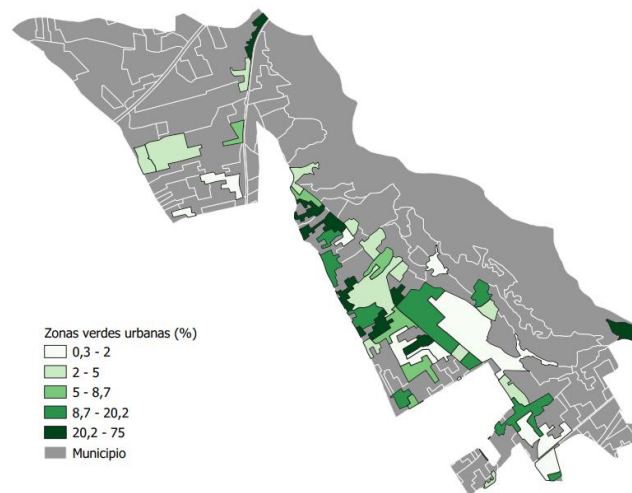 Zonas verdes urbanas (%)
0,3 - 2
2 - 5
5 - 8,7
8,7 - 20,2
20,2 - 75
Municipio